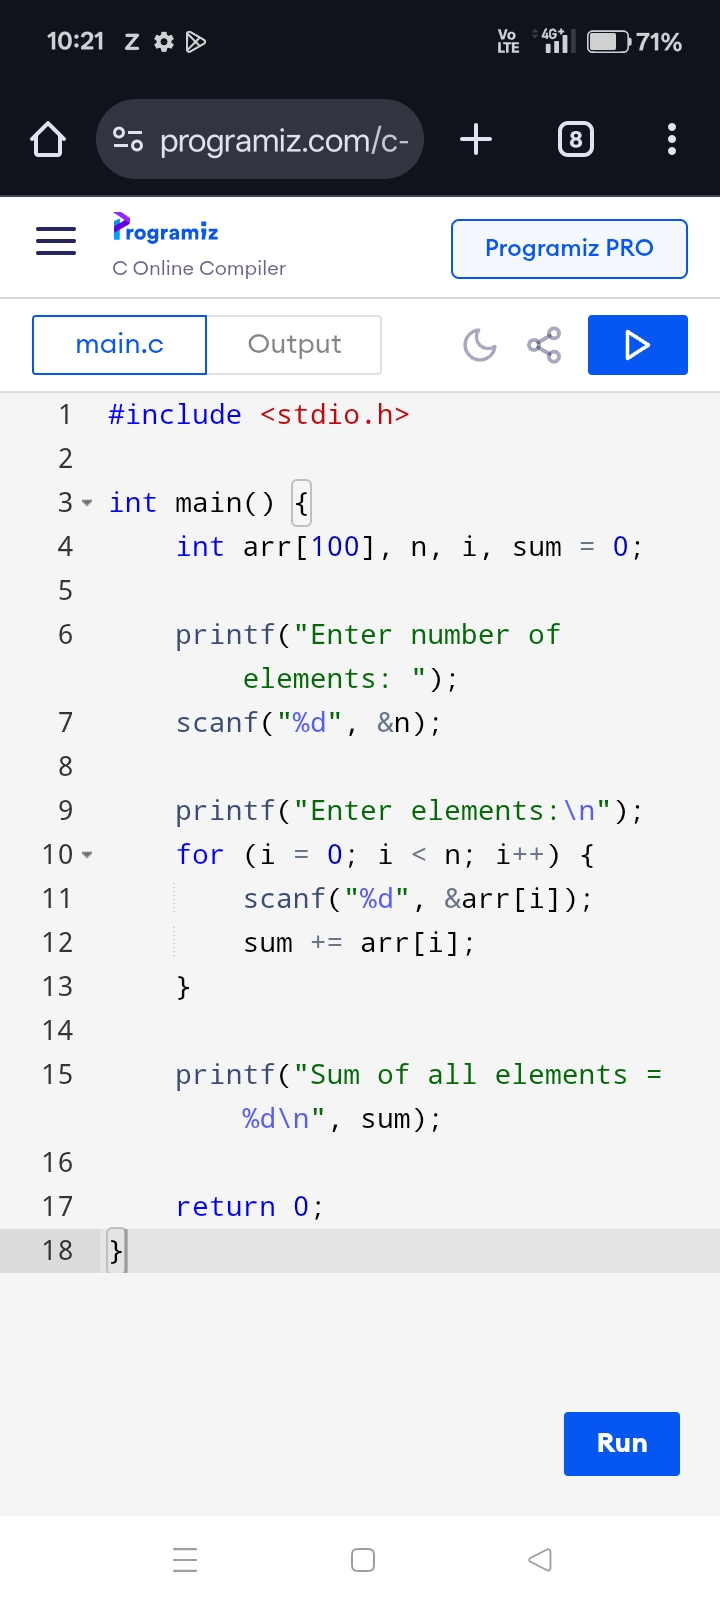 10:21 Z Vo LTE 4G+ 71%
programiz.com/c- 8
Programiz
C Online Compiler
Programiz PRO
main.c Output
1 #include <stdio.h>
2
3 int main() {
4 int arr[100], n, i, sum = 0;
5
6 printf("Enter number of
elements: ");
7 scanf("%d", &n);
8
9 printf("Enter elements:\n");
10 for (i = 0; i < n; i++) {
11 scanf("%d", &arr[i]);
12 sum += arr[i];
13 }
14
15 printf("Sum of all elements =
%d\n", sum);
16
17 return 0;
18 }
Run